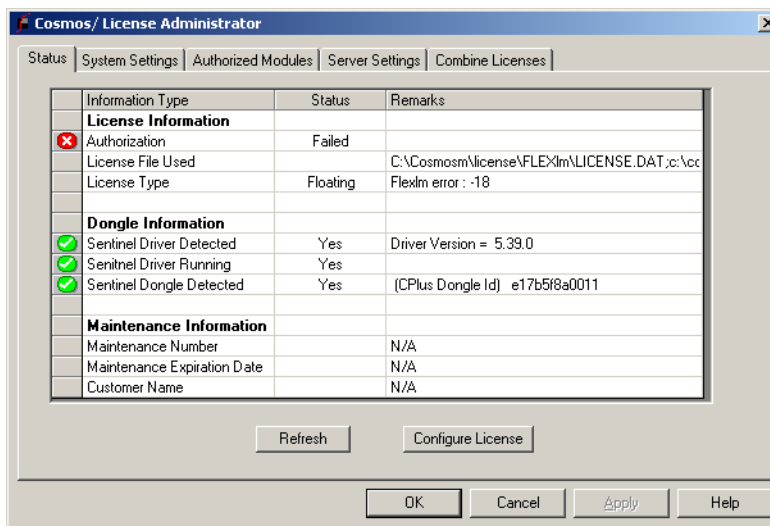 Cosmos/ License Administrator
Status System Settings Authorized Modules Server Settings Combine Licenses
Information Type Status Remarks
License Information
Authorization Failed
License File Used C:\Cosmosm\license\FLEXlm\LICENSE.DAT;c:\cc
License Type Floating Flexlm error : -18
Dongle Information
Sentinel Driver Detected Yes Driver Version = 5.39.0
Senitnel Driver Running Yes
Sentinel Dongle Detected Yes (CPlus Dongle Id) e17b5f8a0011
Maintenance Information
Maintenance Number N/A
Maintenance Expiration Date N/A
Customer Name N/A
Refresh Configure License
OK Cancel Apply Help